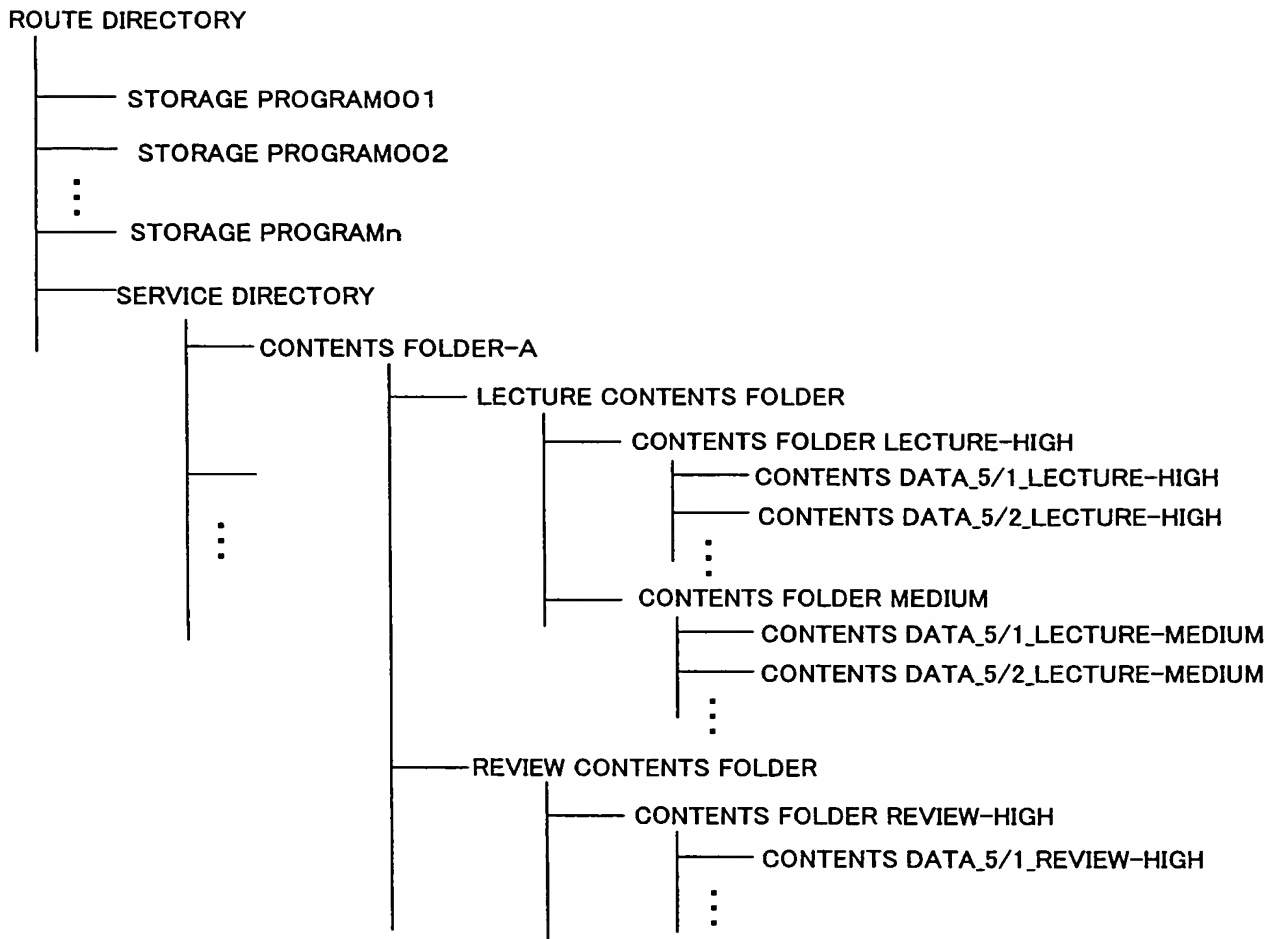 ROUTE DIRECTORY
STORAGE PROGRAM001
STORAGE PROGRAM002
STORAGE PROGRAMn
SERVICE DIRECTORY
CONTENTS FOLDER-A
LECTURE CONTENTS FOLDER
CONTENTS FOLDER LECTURE-HIGH
CONTENTS DATA_5/1_LECTURE-HIGH
CONTENTS DATA_5/2_LECTURE-HIGH
CONTENTS FOLDER MEDIUM
CONTENTS DATA_5/1_LECTURE-MEDIUM
CONTENTS DATA_5/2_LECTURE-MEDIUM
REVIEW CONTENTS FOLDER
CONTENTS FOLDER REVIEW-HIGH
CONTENTS DATA_5/1_REVIEW-HIGH